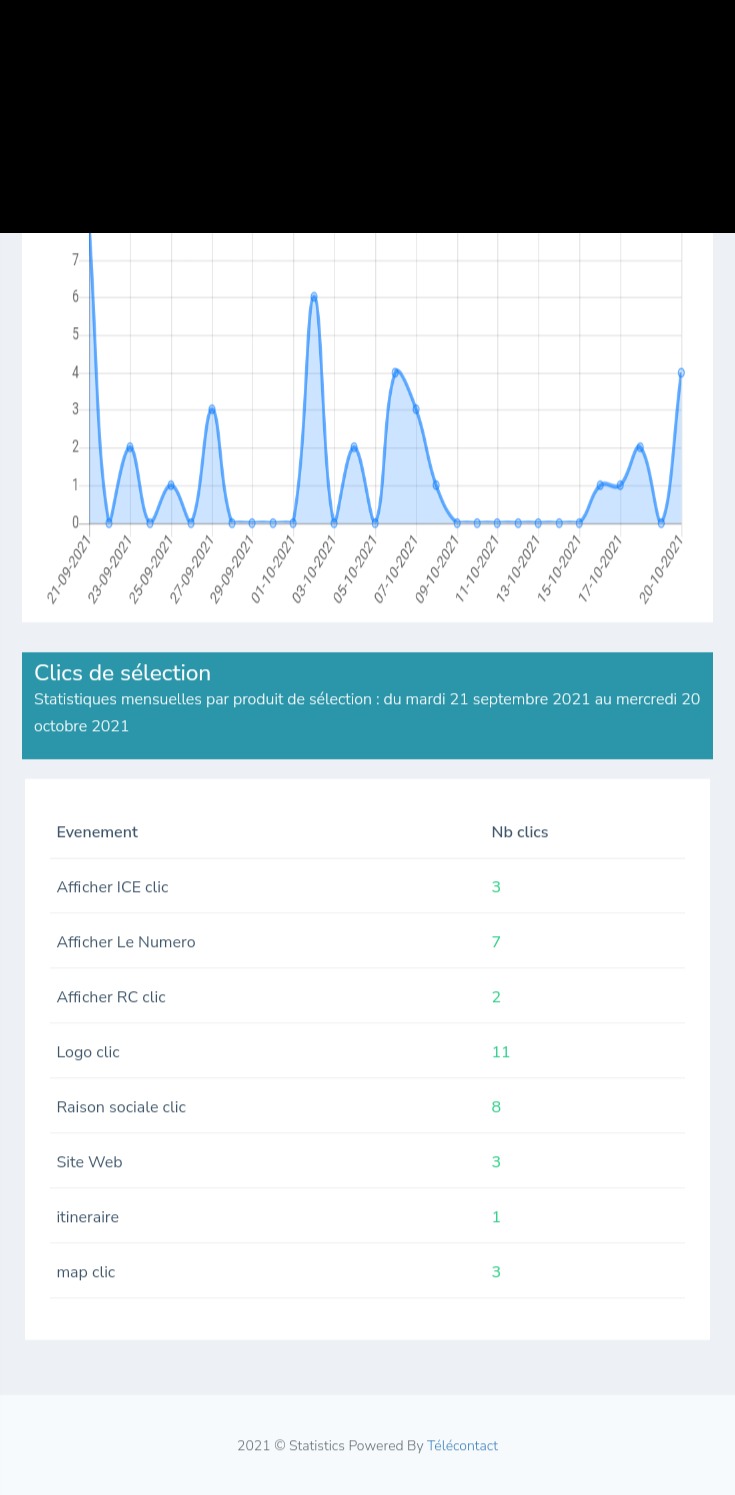 7
6
5
4
3
2
1
0
21-09-2021
23-09-2021
25-09-2021
27-09-2021
29-09-2021
01-10-2021
03-10-2021
05-10-2021
07-10-2021
09-10-2021
11-10-2021
13-10-2021
15-10-2021
17-10-2021
20-10-2021
Clics de sélection
Statistiques mensuelles par produit de sélection : du mardi 21 septembre 2021 au mercredi 20
octobre 2021
Evenement Nb clics
Afficher ICE clic 3
Afficher Le Numero 7
Afficher RC clic 2
Logo clic 11
Raison sociale clic 8
Site Web 3
itineraire 1
map clic 3
2021 © Statistics Powered By Télécontact